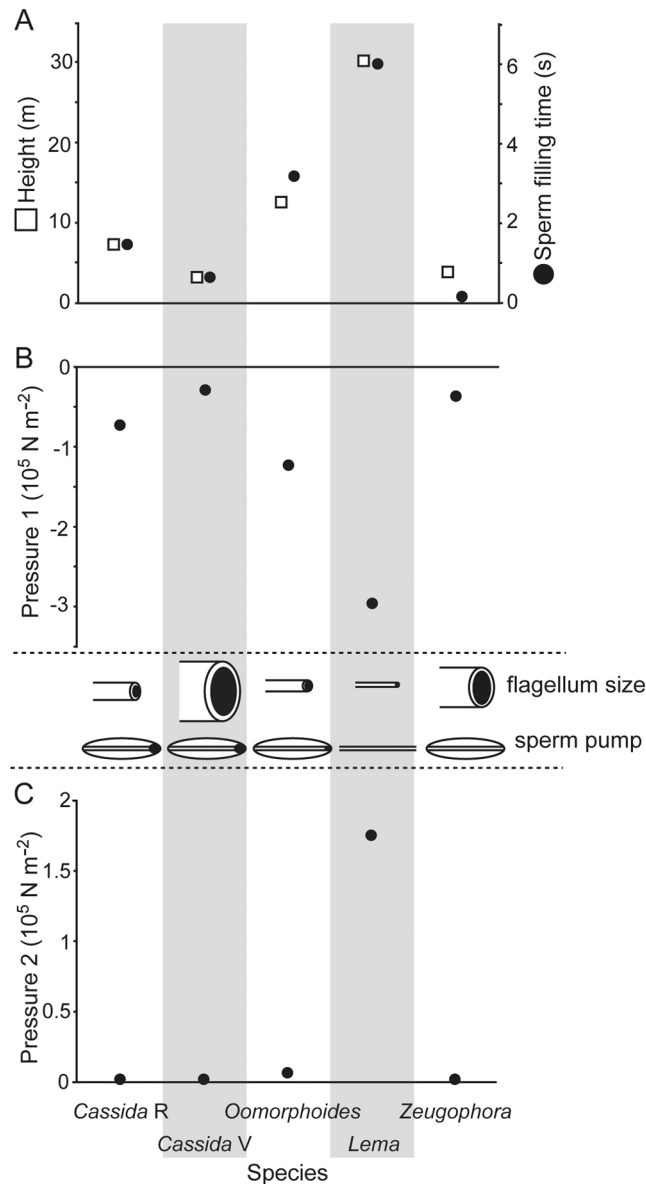 A
30
20
10
0
Height (m)
6
4
2
0
Sperm filling time (s)
B
0
-1
-2
-3
Pressure 1 (10⁵ N m⁻²)
flagellum size
sperm pump
C
2
1.5
1
0.5
0
Pressure 2 (10⁵ N m⁻²)
Cassida R
Oomorphoides
Zeugophora
Cassida V
Lema
Species